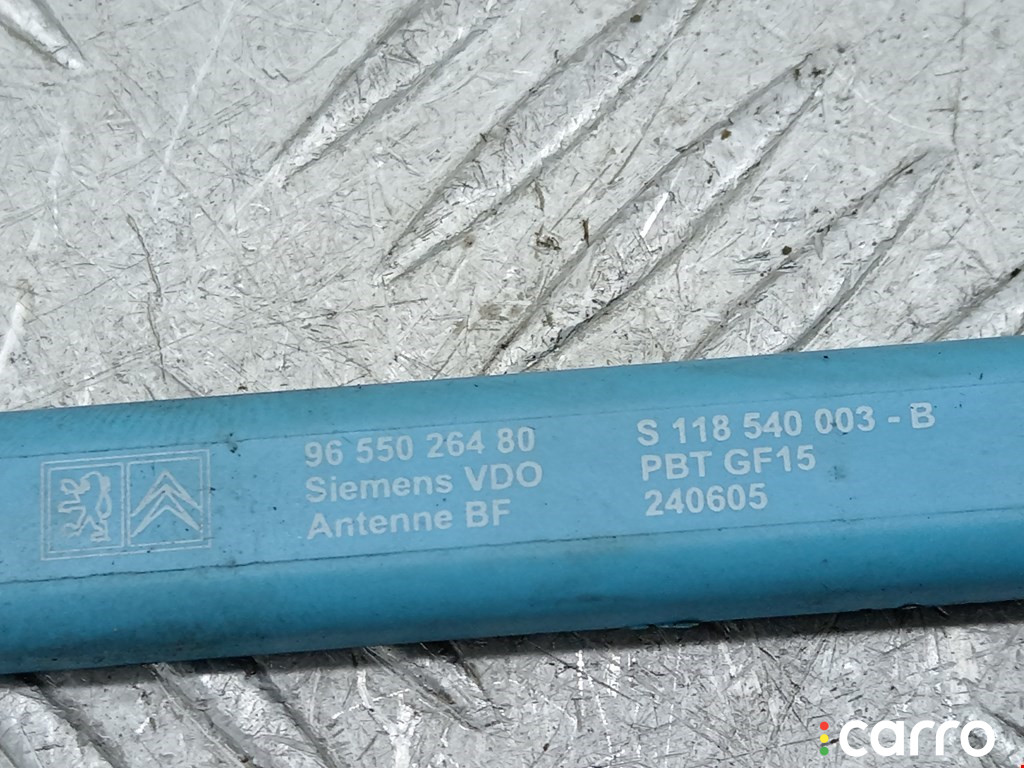 96 550 264 80
Siemens VDO
Antenne BF
S 118 540 003 - B
PBT GF15
240605
carro